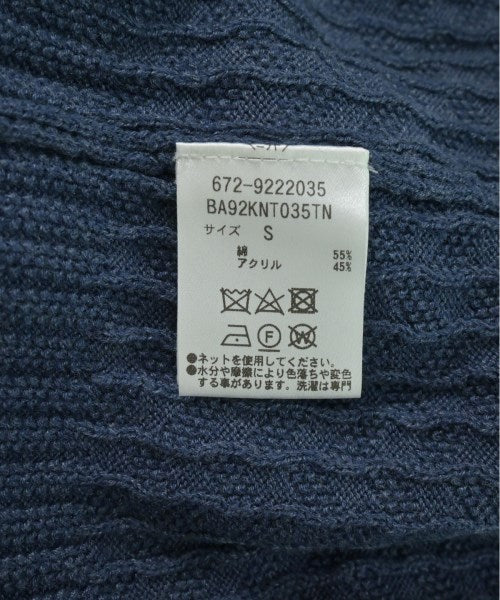 672-9222035
BA92KNT035TN
サイズ S
綿 55%
アクリル 45%
F W
●ネットを使用してください。
●水分や摩擦により色落ちや変色
する事があります。洗濯は専門